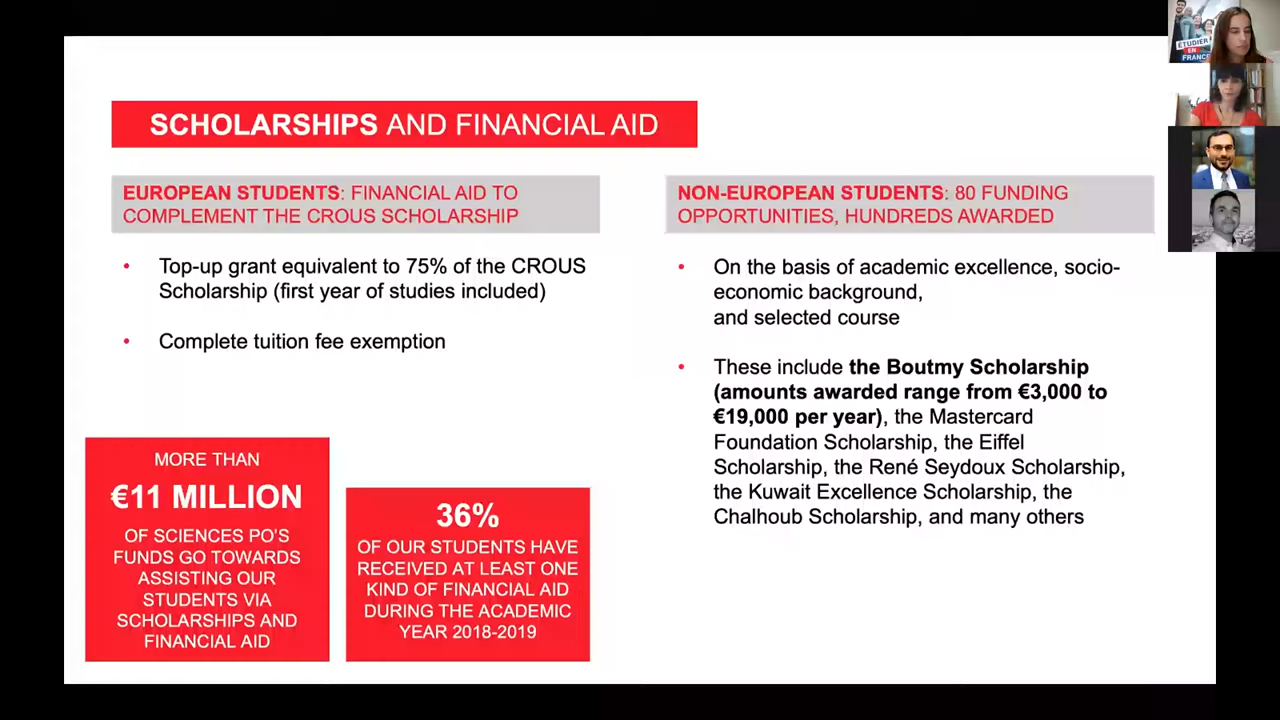 SCHOLARSHIPS AND FINANCIAL AID
EUROPEAN STUDENTS: FINANCIAL AID TO
COMPLEMENT THE CROUS SCHOLARSHIP
• Top-up grant equivalent to 75% of the CROUS
Scholarship (first year of studies included)
• Complete tuition fee exemption
MORE THAN
€11 MILLION
OF SCIENCES PO'S
FUNDS GO TOWARDS
ASSISTING OUR
STUDENTS VIA
SCHOLARSHIPS AND
FINANCIAL AID
36%
OF OUR STUDENTS HAVE
RECEIVED AT LEAST ONE
KIND OF FINANCIAL AID
DURING THE ACADEMIC
YEAR 2018-2019
NON-EUROPEAN STUDENTS: 80 FUNDING
OPPORTUNITIES, HUNDREDS AWARDED
• On the basis of academic excellence, socio-
economic background,
and selected course
• These include the Boutmy Scholarship
(amounts awarded range from €3,000 to
€19,000 per year), the Mastercard
Foundation Scholarship, the Eiffel
Scholarship, the René Seydoux Scholarship,
the Kuwait Excellence Scholarship, the
Chalhoub Scholarship, and many others
ÉTUDIER
EN
FRANCE